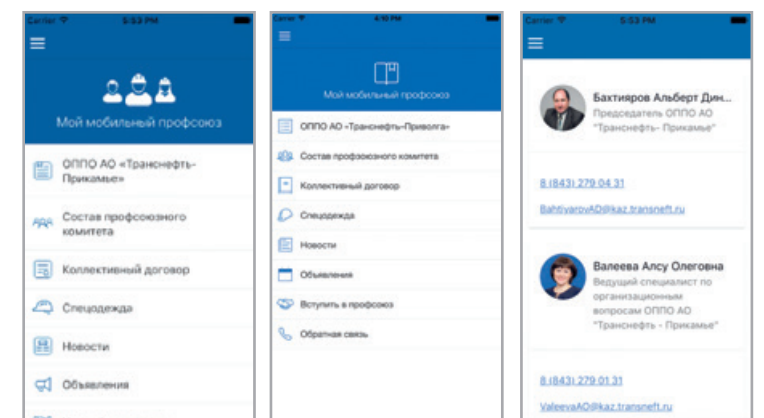 Carrier 5:53 PM
Мой мобильный профсоюз
ОППО АО «Транснефть-
Прикамье»
Состав профсоюзного
комитета
Коллективный договор
Спецодежда
Новости
Объявления
Carrier 4:10 PM
Мой мобильный профсоюз
ОППО АО «Транснефть-Приволга»
Состав профсоюзного комитета
Коллективный договор
Спецодежда
Новости
Объявления
Вступить в профсоюз
Обратная связь
Carrier 5:53 PM
Бахтияров Альберт Дин...
Председатель ОППО АО
"Транснефть- Прикамье"
8 (843) 279 04 31
BahtiyarovAD@kaz.transneft.ru
Валеева Алсу Олеговна
Ведущий специалист по
организационным
вопросам ОППО АО
"Транснефть - Прикамье"
8 (843) 279 01 31
ValeevaAO@kaz.transneft.ru